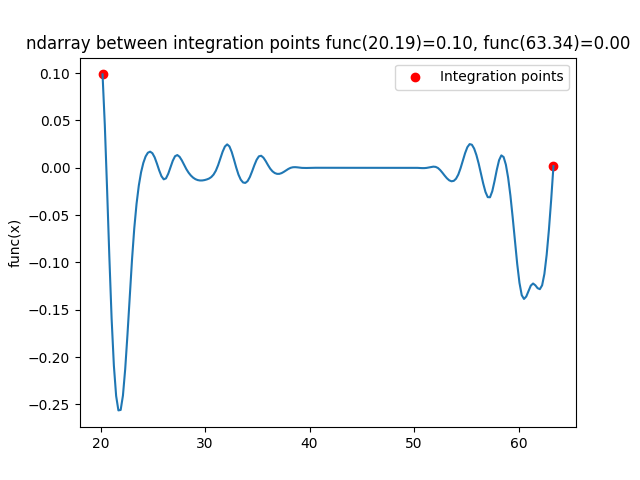 ndarray between integration points func(20.19)=0.10, func(63.34)=0.00
Integration points
func(x)
0.10
0.05
0.00
−0.05
−0.10
−0.15
−0.20
−0.25
20 30 40 50 60